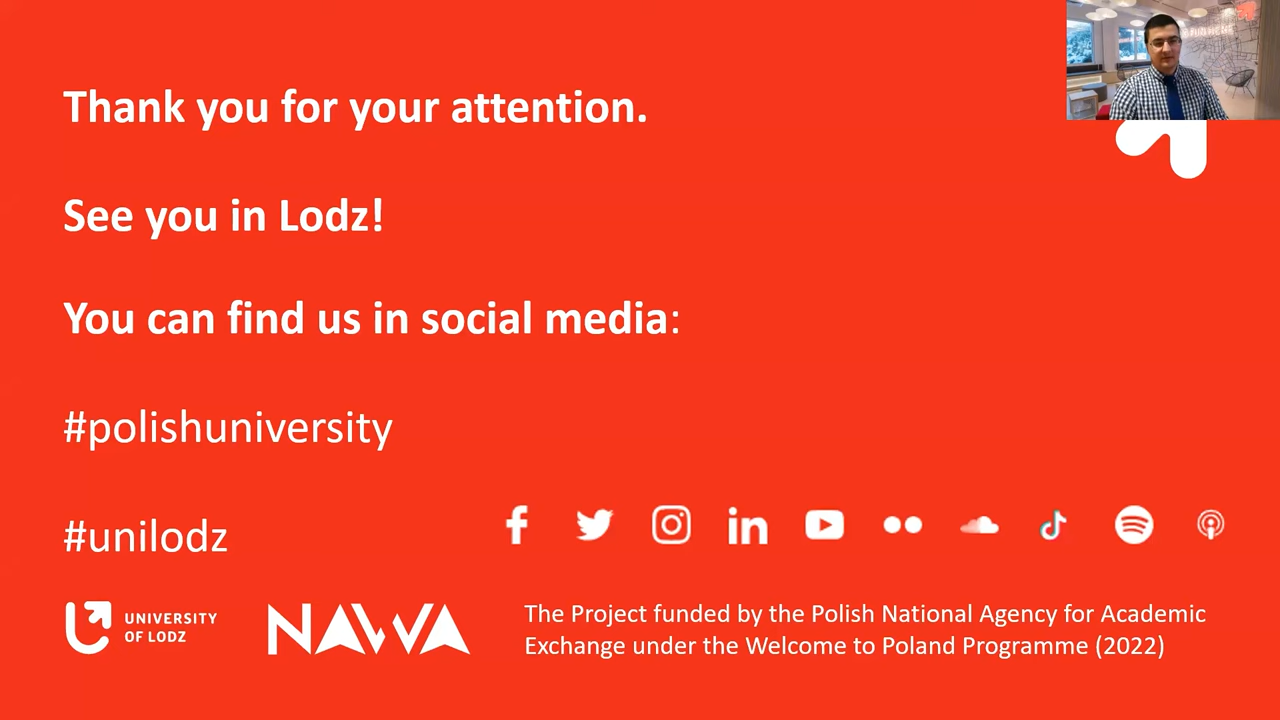 Thank you for your attention.
See you in Lodz!
You can find us in social media:
#polishuniversity
#unilodz
UNIVERSITY
OF LODZ
NAWA
The Project funded by the Polish National Agency for Academic
Exchange under the Welcome to Poland Programme (2022)